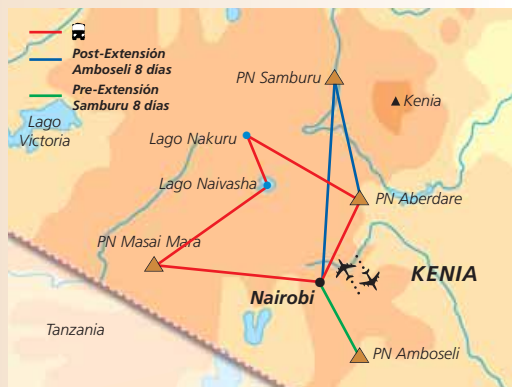 Post-Extensión
Amboseli 8 días
Pre-Extensión
Samburu 8 días
PN Samburu
Kenia
Lago
Victoria
Lago Nakuru
Lago Naivasha
PN Aberdare
PN Masai Mara
KENIA
Nairobi
Tanzania
PN Amboseli